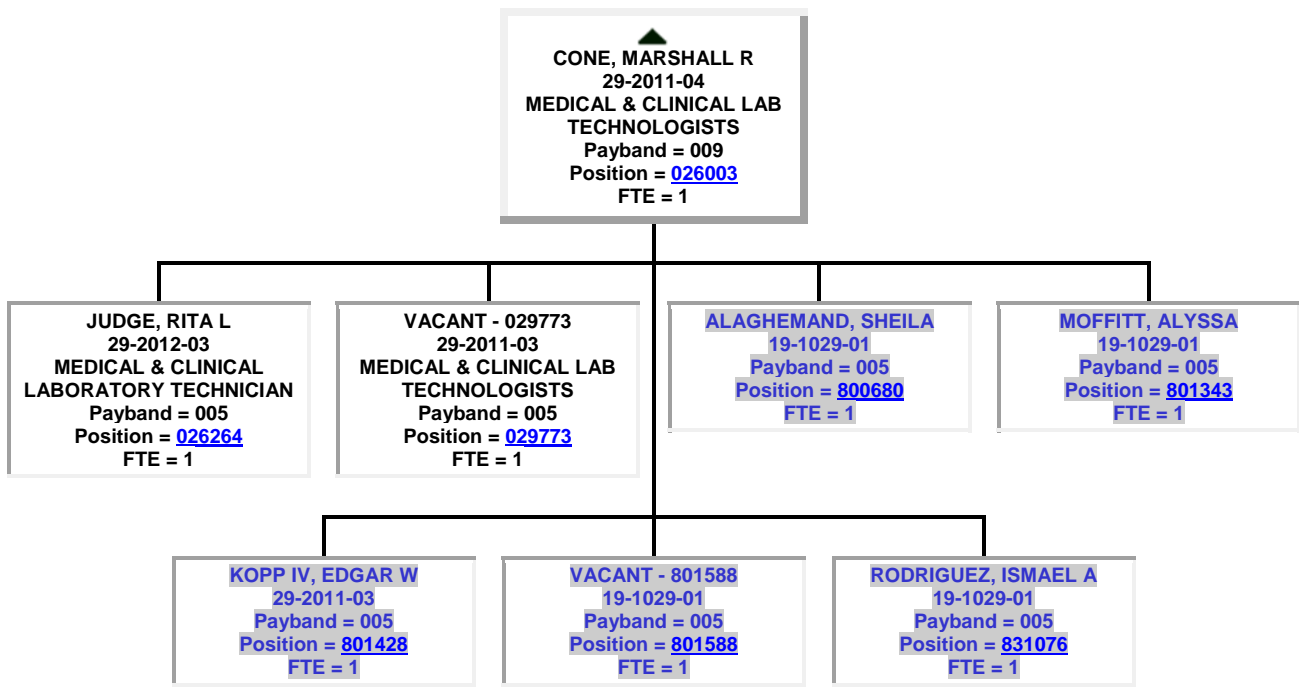 CONE, MARSHALL R
29-2011-04
MEDICAL & CLINICAL LAB
TECHNOLOGISTS
Payband = 009
Position = 026003
FTE = 1
JUDGE, RITA L
29-2012-03
MEDICAL & CLINICAL
LABORATORY TECHNICIAN
Payband = 005
Position = 026264
FTE = 1
VACANT - 029773
29-2011-03
MEDICAL & CLINICAL LAB
TECHNOLOGISTS
Payband = 005
Position = 029773
FTE = 1
ALAGHEMAND, SHEILA
19-1029-01
Payband = 005
Position = 800680
FTE = 1
MOFFITT, ALYSSA
19-1029-01
Payband = 005
Position = 801343
FTE = 1
KOPP IV, EDGAR W
29-2011-03
Payband = 005
Position = 801428
FTE = 1
VACANT - 801588
19-1029-01
Payband = 005
Position = 801588
FTE = 1
RODRIGUEZ, ISMAEL A
19-1029-01
Payband = 005
Position = 831076
FTE = 1